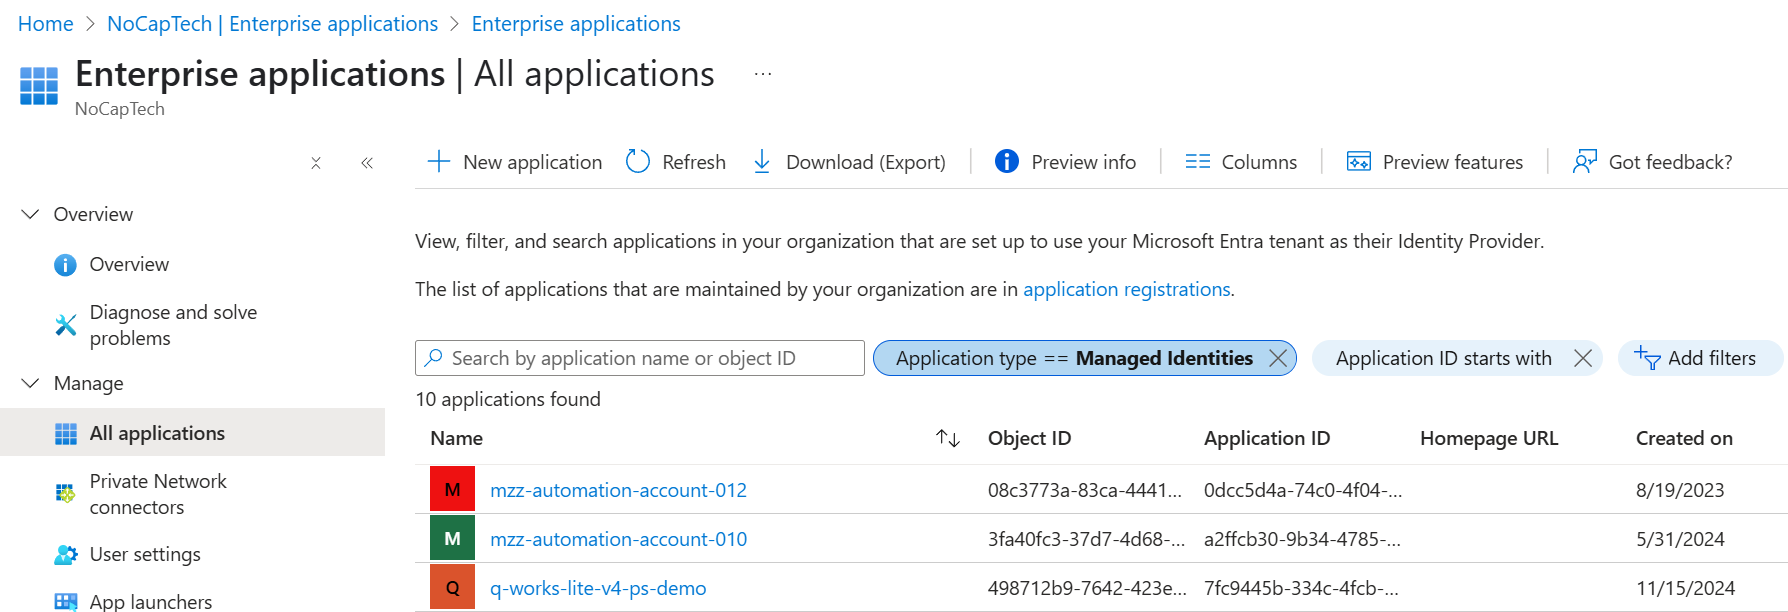 Home > NoCapTech | Enterprise applications > Enterprise applications
Enterprise applications | All applications ...
NoCapTech
New application Refresh Download (Export) Preview info Columns Preview features Got feedback?
Overview
Overview
Diagnose and solve
problems
Manage
All applications
Private Network
connectors
User settings
App launchers
View, filter, and search applications in your organization that are set up to use your Microsoft Entra tenant as their Identity Provider.
The list of applications that are maintained by your organization are in application registrations.
Search by application name or object ID Application type == Managed Identities Application ID starts with Add filters
10 applications found
Name Object ID Application ID Homepage URL Created on
M mzz-automation-account-012 08c3773a-83ca-4441... 0dcc5d4a-74c0-4f04-... 8/19/2023
M mzz-automation-account-010 3fa40fc3-37d7-4d68-... a2ffcb30-9b34-4785-... 5/31/2024
Q q-works-lite-v4-ps-demo 498712b9-7642-423e... 7fc9445b-334c-4fcb-... 11/15/2024